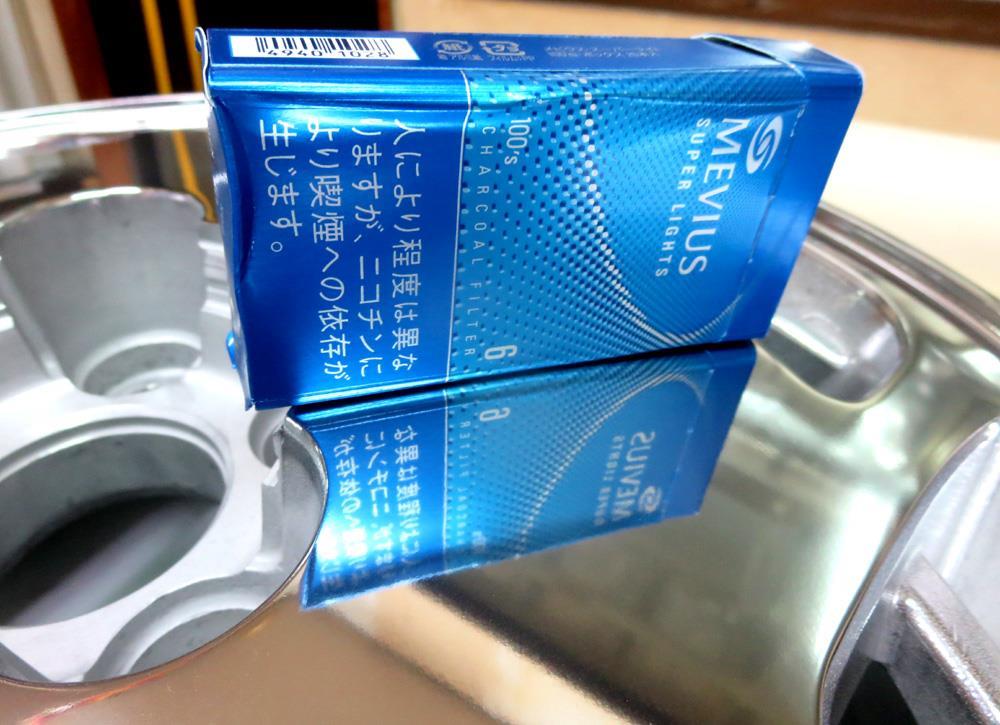 4940 1028
MEVIUS
SUPER LIGHTS
100's
CHARCOAL FILTER
6
人により程度は異な
りますが、ニコチンに
より喫煙への依存が
生じます。